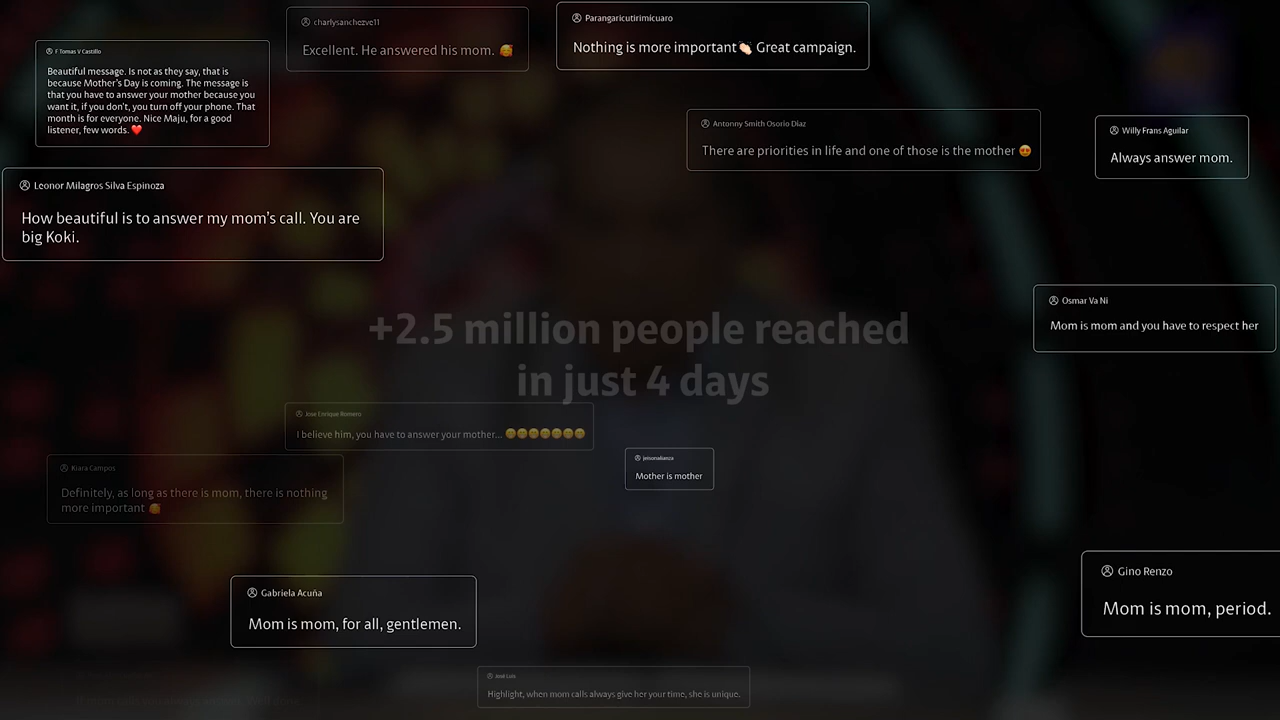 charlysanchezve11
Excellent. He answered his mom. 🥰
Parangaricutirimicuaro
Nothing is more important👏🏻 Great campaign.
F Tomas V Castillo
Beautiful message. Is not as they say, that is
because Mother's Day is coming. The message is
that you have to answer your mother because you
want it, if you don't, you turn off your phone. That
month is for everyone. Nice Maju, for a good
listener, few words. ❤️
Antonny Smith Osorio Diaz
There are priorities in life and one of those is the mother 😍
Willy Frans Aguilar
Always answer mom.
Leonor Milagros Silva Espinoza
How beautiful is to answer my mom's call. You are
big Koki.
Osmar Va Ni
Mom is mom and you have to respect her
+2.5 million people reached
in just 4 days
Jose Enrique Romero
I believe him, you have to answer your mother...
jeisonalianza
Mother is mother
Kiara Campos
Definitely, as long as there is mom, there is nothing
more important 🥰
Gino Renzo
Mom is mom, period.
Gabriela Acuña
Mom is mom, for all, gentlemen.
José Luis
Highlight, when mom calls always give her your time, she is unique.